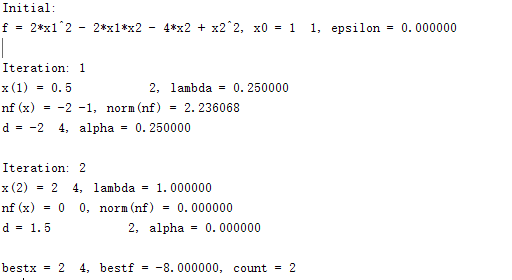 Initial:
f = 2*x1^2 - 2*x1*x2 - 4*x2 + x2^2, x0 = 1  1, epsilon = 0.000000
Iteration: 1
x(1) = 0.5           2, lambda = 0.250000
nf(x) = -2 -1, norm(nf) = 2.236068
d = -2  4, alpha = 0.250000
Iteration: 2
x(2) = 2  4, lambda = 1.000000
nf(x) = 0  0, norm(nf) = 0.000000
d = 1.5           2, alpha = 0.000000
bestx = 2  4, bestf = -8.000000, count = 2